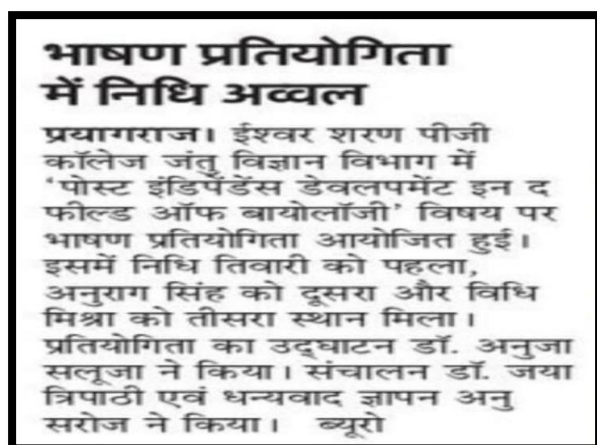 भाषण प्रतियोगिता
में निधि अव्वल
प्रयागराज। ईश्वर शरण पीजी
कॉलेज जंतु विज्ञान विभाग में
'पोस्ट इंडिपेंडेंस डेवलपमेंट इन द
फील्ड ऑफ बायोलॉजी' विषय पर
भाषण प्रतियोगिता आयोजित हुई।
इसमें निधि तिवारी को पहला,
अनुराग सिंह को दूसरा और विधि
मिश्रा को तीसरा स्थान मिला।
प्रतियोगिता का उद्घाटन डॉ. अनुजा
सलूजा ने किया। संचालन डॉ. जया
त्रिपाठी एवं धन्यवाद ज्ञापन अनु
सरोज ने किया। ब्यूरो